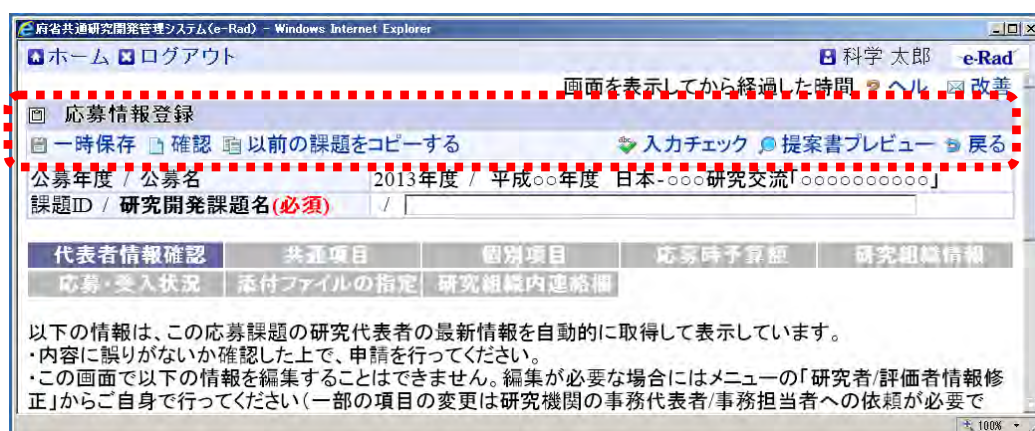 府省共通研究開発管理システム(e-Rad) - Windows Internet Explorer
ホーム ログアウト 科学 太郎 e-Rad
画面を表示してから経過した時間 ヘル 改善
応募情報登録
一時保存 確認 以前の課題をコピーする 入力チェック 提案書プレビュー 戻る
公募年度 / 公募名 2013年度 / 平成○○年度 日本-○○○研究交流「○○○○○○○○○○」
課題ID / 研究開発課題名(必須) /
代表者情報確認 共通項目 個別項目 応募時予算額 研究組織情報
応募・受入状況 添付ファイルの指定 研究組織内連絡欄
以下の情報は、この応募課題の研究代表者の最新情報を自動的に取得して表示しています。
・内容に誤りがないか確認した上で、申請を行ってください。
・この画面で以下の情報を編集することはできません。編集が必要な場合にはメニューの「研究者/評価者情報修
正」からご自身で行ってください(一部の項目の変更は研究機関の事務代表者/事務担当者への依頼が必要で
100%